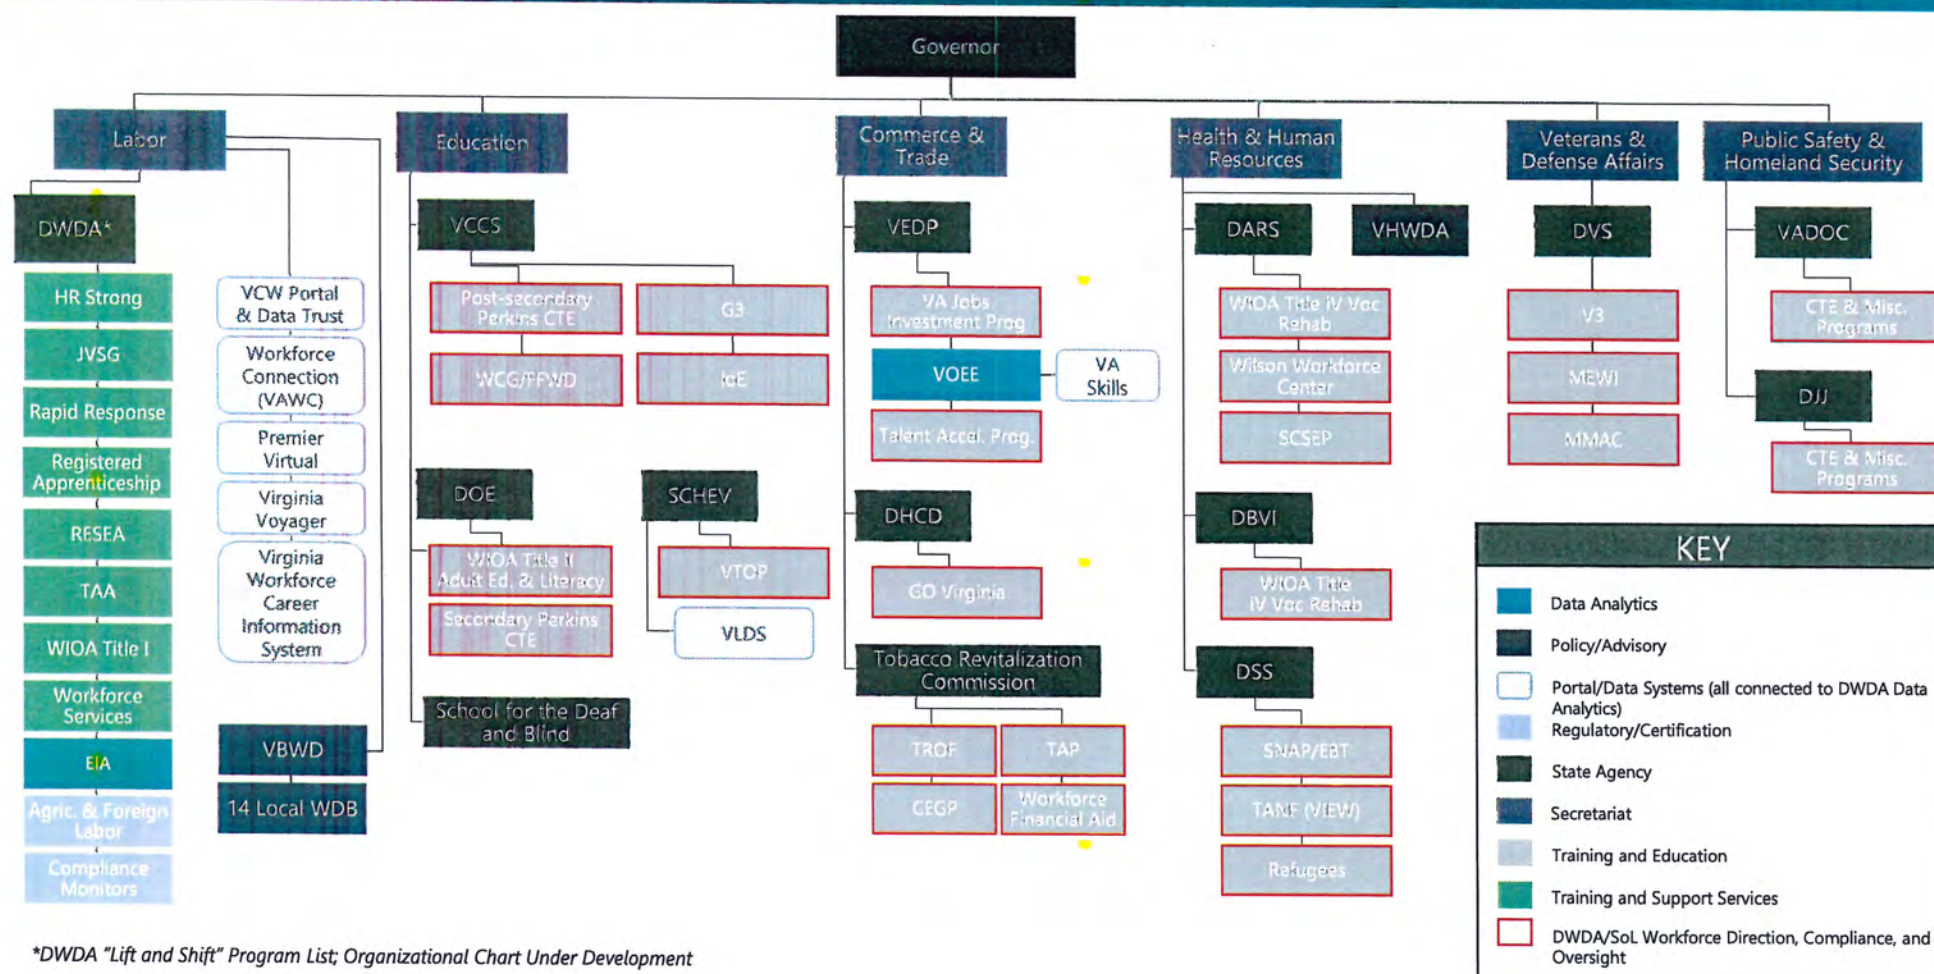 Governor
Labor
Education
Commerce &
Trade
Health & Human
Resources
Veterans &
Defense Affairs
Public Safety &
Homeland Security
DWDA*
HR Strong
JVSG
Rapid Response
Registered
Apprenticeship
RESEA
TAA
WIOA Title I
Workforce
Services
EIA
Agric. & Foreign
Labor
Compliance
Monitors
VCW Portal
& Data Trust
Workforce
Connection
(VAWC)
Premier
Virtual
Virginia
Voyager
Virginia
Workforce
Career
Information
System
VBWD
14 Local WDB
VCCS
Post-secondary
Perkins CTE
G3
WCG/FFWD
IoE
DOE
WIOA Title II
Adult Ed. & Literacy
Secondary Perkins
CTE
SCHEV
VTOP
VLDS
School for the Deaf
and Blind
VEDP
VA Jobs
Investment Prog
VOEE
VA
Skills
Talent Accel. Prog.
DHCD
GO Virginia
Tobacco Revitalization
Commission
TROF
TAP
CEGP
Workforce
Financial Aid
DARS
VHWDA
WIOA Title IV Voc
Rehab
Wilson Workforce
Center
SCSEP
DBVI
WIOA Title
IV Voc Rehab
DSS
SNAP/EBT
TANF (VIEW)
Refugees
DVS
V3
MEWI
MMAC
VADOC
CTE & Misc.
Programs
DJJ
CTE & Misc.
Programs
KEY
Data Analytics
Policy/Advisory
Portal/Data Systems (all connected to DWDA Data
Analytics)
Regulatory/Certification
State Agency
Secretariat
Training and Education
Training and Support Services
DWDA/SoL Workforce Direction, Compliance, and
Oversight
*DWDA "Lift and Shift" Program List; Organizational Chart Under Development